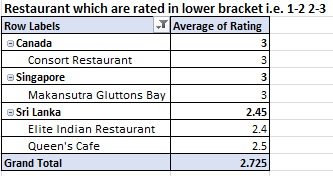 Restaurant which are rated in lower bracket i.e. 1-2 2-3
Row Labels Average of Rating
Canada 3
Consort Restaurant 3
Singapore 3
Makansutra Gluttons Bay 3
Sri Lanka 2.45
Elite Indian Restaurant 2.4
Queen's Cafe 2.5
Grand Total 2.725